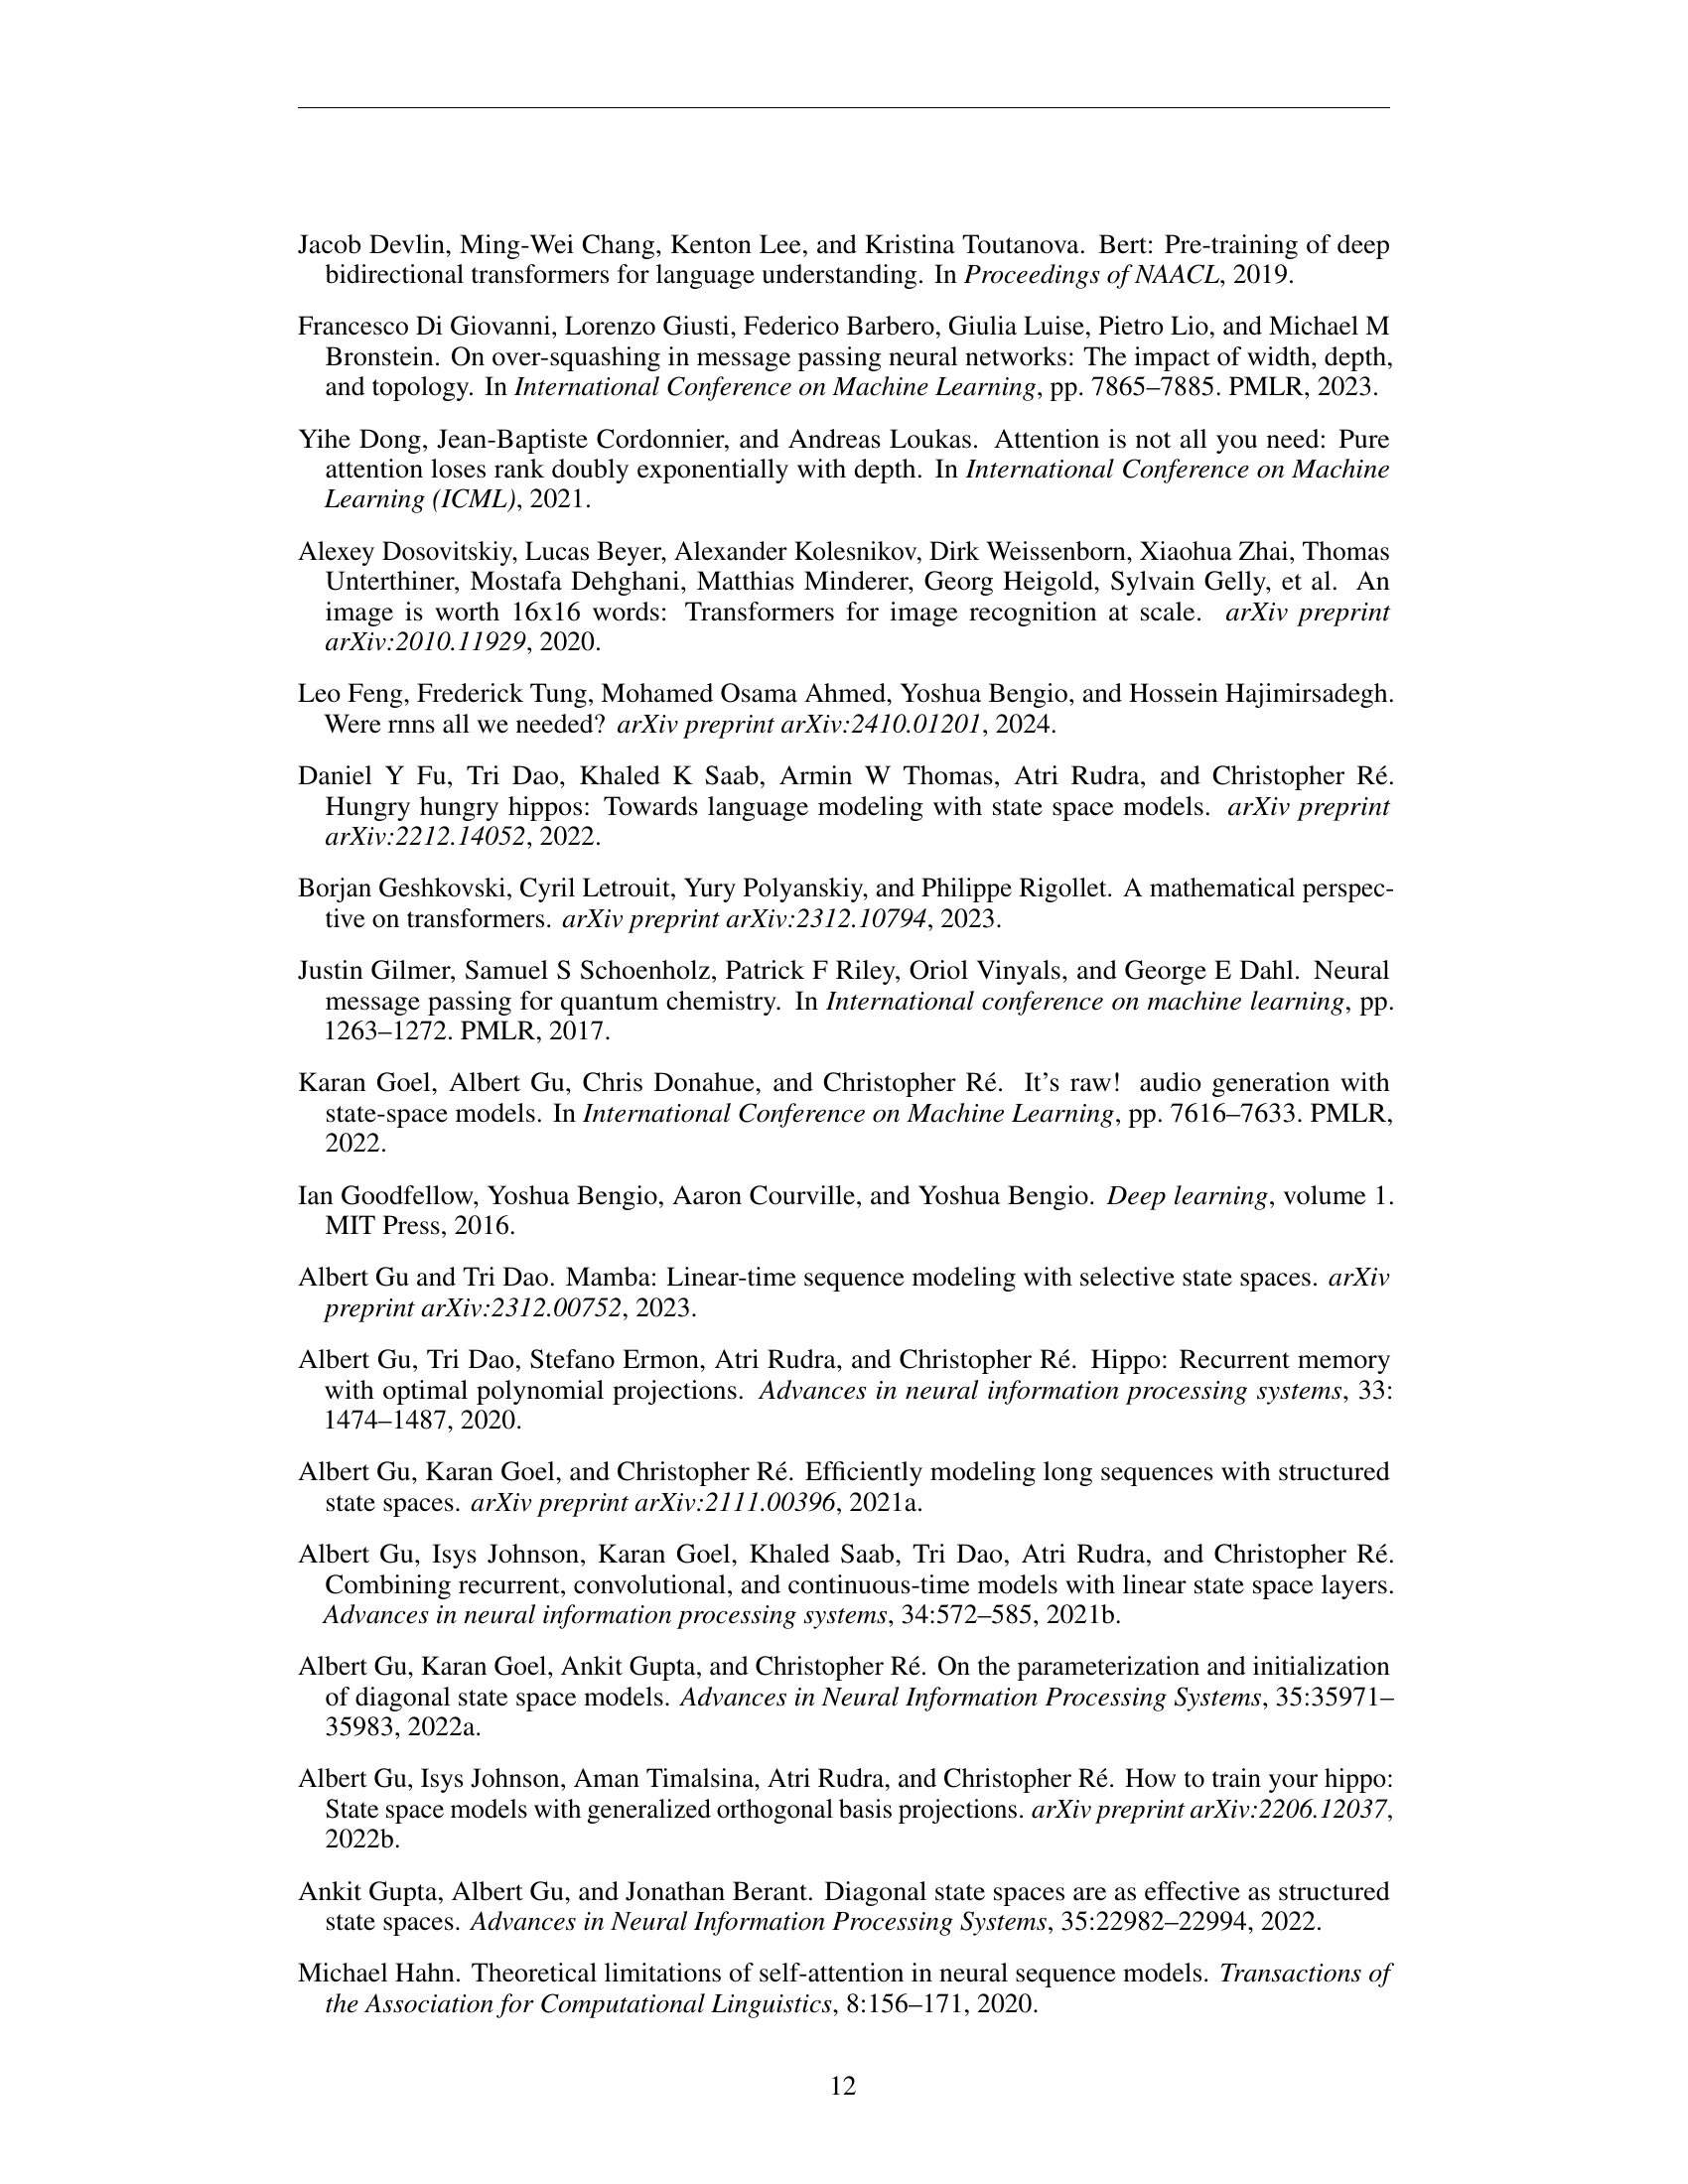 Jacob Devlin, Ming-Wei Chang, Kenton Lee, and Kristina Toutanova. Bert: Pre-training of deep
bidirectional transformers for language understanding. In Proceedings of NAACL, 2019.
Francesco Di Giovanni, Lorenzo Giusti, Federico Barbero, Giulia Luise, Pietro Lio, and Michael M
Bronstein. On over-squashing in message passing neural networks: The impact of width, depth,
and topology. In International Conference on Machine Learning, pp. 7865–7885. PMLR, 2023.
Yihe Dong, Jean-Baptiste Cordonnier, and Andreas Loukas. Attention is not all you need: Pure
attention loses rank doubly exponentially with depth. In International Conference on Machine
Learning (ICML), 2021.
Alexey Dosovitskiy, Lucas Beyer, Alexander Kolesnikov, Dirk Weissenborn, Xiaohua Zhai, Thomas
Unterthiner, Mostafa Dehghani, Matthias Minderer, Georg Heigold, Sylvain Gelly, et al. An
image is worth 16x16 words: Transformers for image recognition at scale. arXiv preprint
arXiv:2010.11929, 2020.
Leo Feng, Frederick Tung, Mohamed Osama Ahmed, Yoshua Bengio, and Hossein Hajimirsadegh.
Were rnns all we needed? arXiv preprint arXiv:2410.01201, 2024.
Daniel Y Fu, Tri Dao, Khaled K Saab, Armin W Thomas, Atri Rudra, and Christopher Ré.
Hungry hungry hippos: Towards language modeling with state space models. arXiv preprint
arXiv:2212.14052, 2022.
Borjan Geshkovski, Cyril Letrouit, Yury Polyanskiy, and Philippe Rigollet. A mathematical perspec-
tive on transformers. arXiv preprint arXiv:2312.10794, 2023.
Justin Gilmer, Samuel S Schoenholz, Patrick F Riley, Oriol Vinyals, and George E Dahl. Neural
message passing for quantum chemistry. In International conference on machine learning, pp.
1263–1272. PMLR, 2017.
Karan Goel, Albert Gu, Chris Donahue, and Christopher Ré. It's raw! audio generation with
state-space models. In International Conference on Machine Learning, pp. 7616–7633. PMLR,
2022.
Ian Goodfellow, Yoshua Bengio, Aaron Courville, and Yoshua Bengio. Deep learning, volume 1.
MIT Press, 2016.
Albert Gu and Tri Dao. Mamba: Linear-time sequence modeling with selective state spaces. arXiv
preprint arXiv:2312.00752, 2023.
Albert Gu, Tri Dao, Stefano Ermon, Atri Rudra, and Christopher Ré. Hippo: Recurrent memory
with optimal polynomial projections. Advances in neural information processing systems, 33:
1474–1487, 2020.
Albert Gu, Karan Goel, and Christopher Ré. Efficiently modeling long sequences with structured
state spaces. arXiv preprint arXiv:2111.00396, 2021a.
Albert Gu, Isys Johnson, Karan Goel, Khaled Saab, Tri Dao, Atri Rudra, and Christopher Ré.
Combining recurrent, convolutional, and continuous-time models with linear state space layers.
Advances in neural information processing systems, 34:572–585, 2021b.
Albert Gu, Karan Goel, Ankit Gupta, and Christopher Ré. On the parameterization and initialization
of diagonal state space models. Advances in Neural Information Processing Systems, 35:35971–
35983, 2022a.
Albert Gu, Isys Johnson, Aman Timalsina, Atri Rudra, and Christopher Ré. How to train your hippo:
State space models with generalized orthogonal basis projections. arXiv preprint arXiv:2206.12037,
2022b.
Ankit Gupta, Albert Gu, and Jonathan Berant. Diagonal state spaces are as effective as structured
state spaces. Advances in Neural Information Processing Systems, 35:22982–22994, 2022.
Michael Hahn. Theoretical limitations of self-attention in neural sequence models. Transactions of
the Association for Computational Linguistics, 8:156–171, 2020.
12